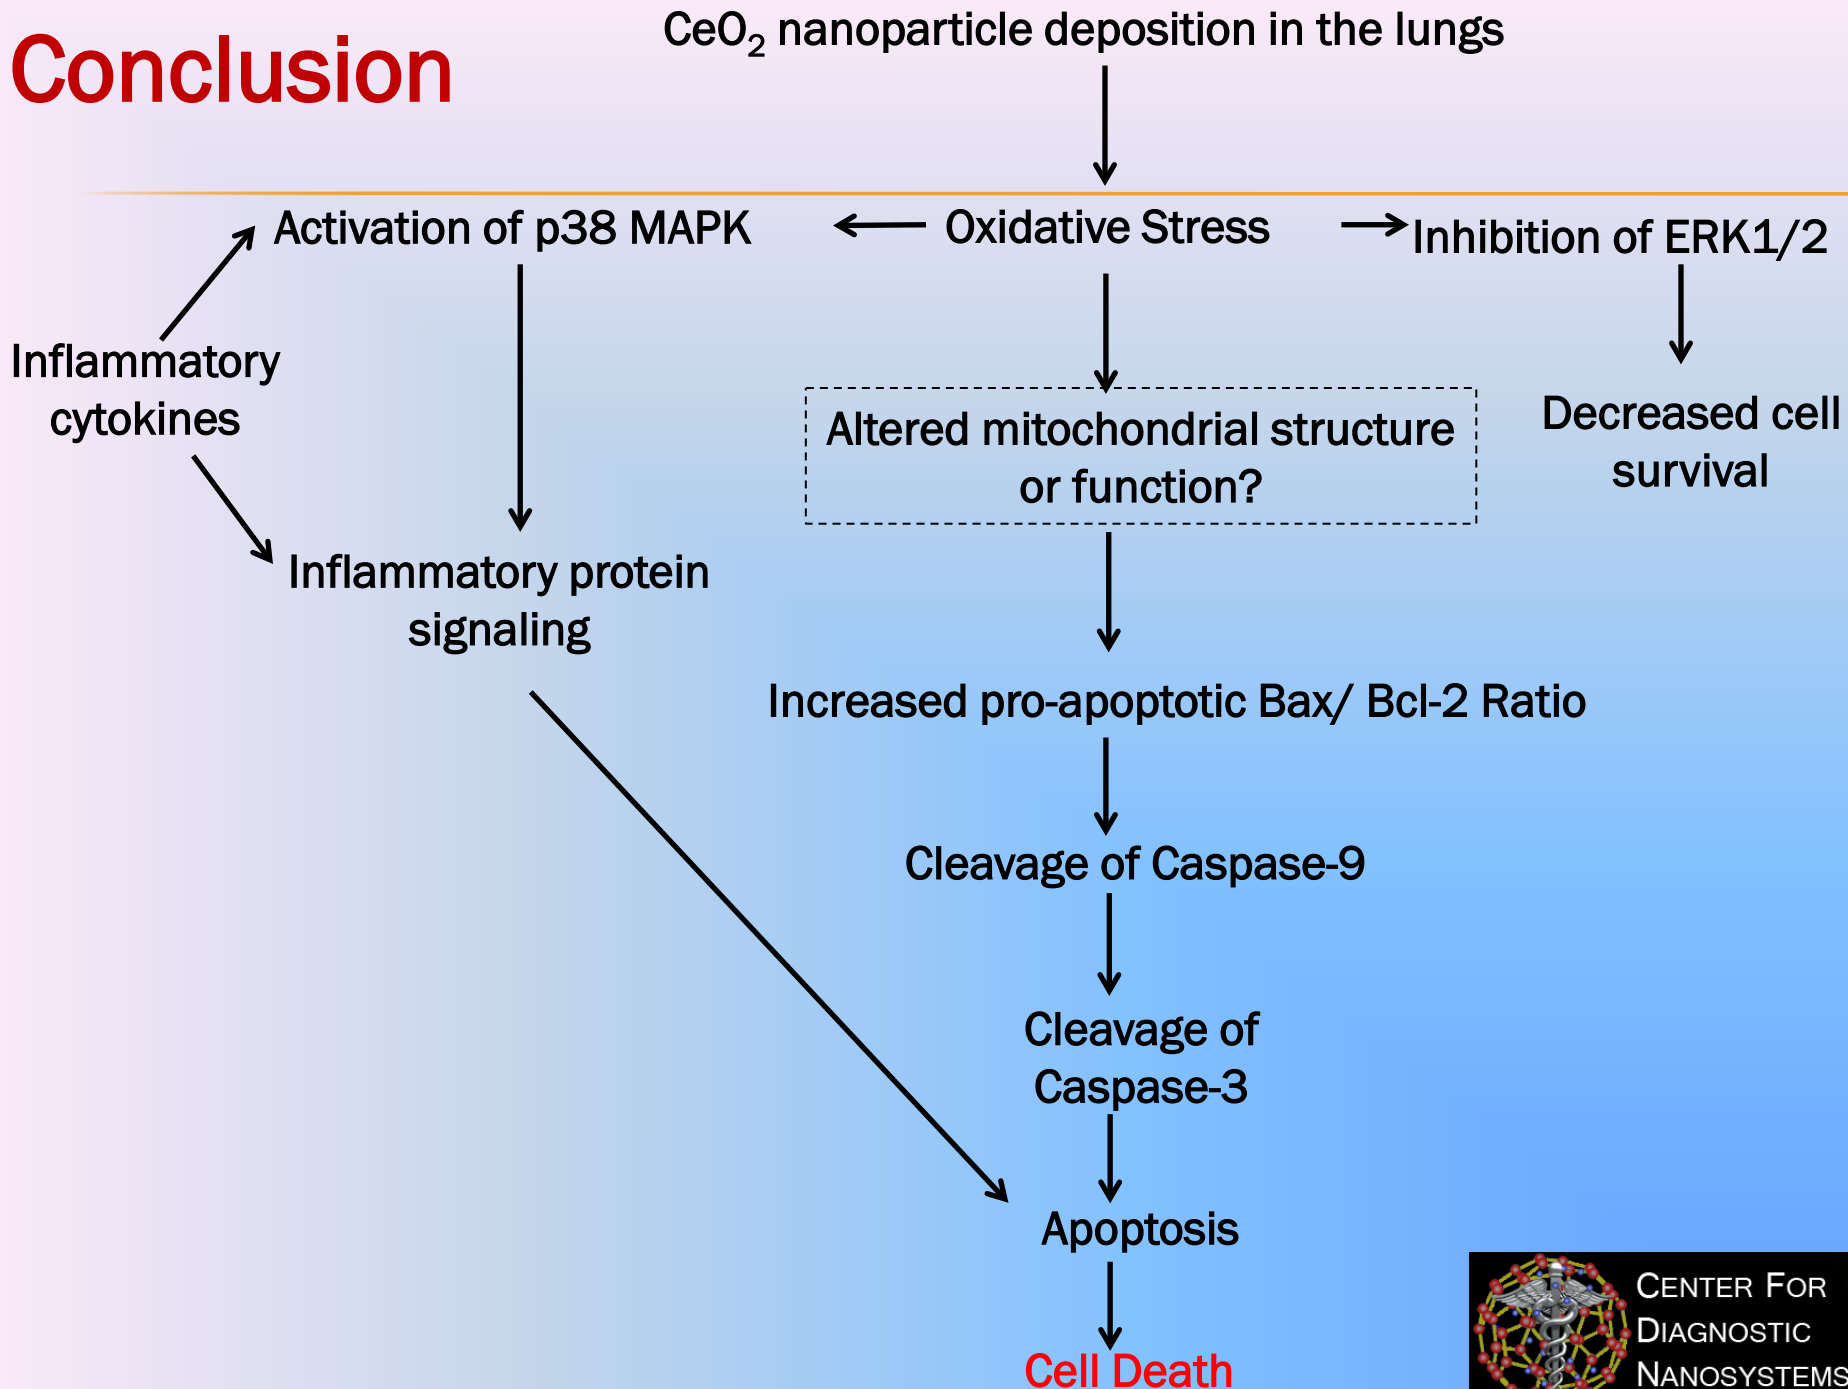 Conclusion
CeO₂ nanoparticle deposition in the lungs
Activation of p38 MAPK
Oxidative Stress
Inhibition of ERK1/2
Inflammatory
cytokines
Altered mitochondrial structure
or function?
Decreased cell
survival
Inflammatory protein
signaling
Increased pro-apoptotic Bax/ Bcl-2 Ratio
Cleavage of Caspase-9
Cleavage of
Caspase-3
Apoptosis
Cell Death
CENTER FOR
DIAGNOSTIC
NANOSYSTEMS